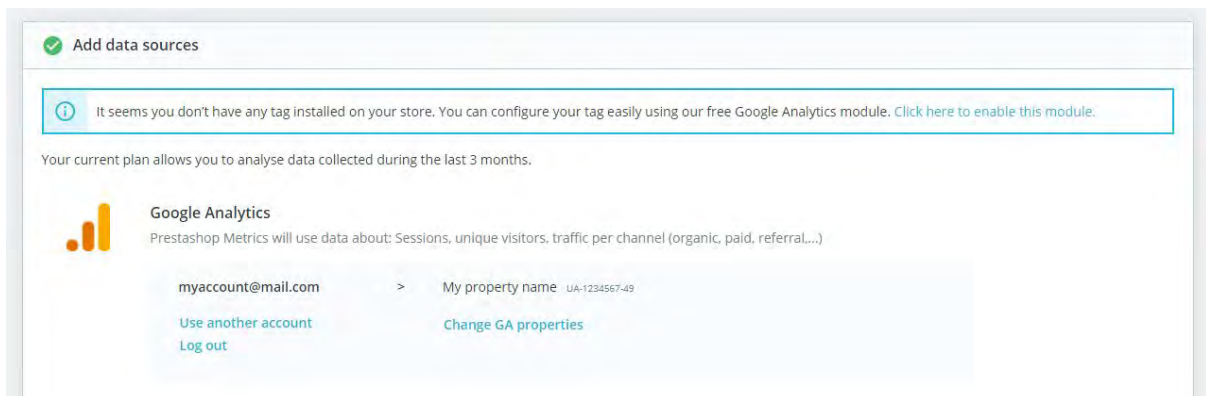 Add data sources
It seems you don't have any tag installed on your store. You can configure your tag easily using our free Google Analytics module. Click here to enable this module.
Your current plan allows you to analyse data collected during the last 3 months.
Google Analytics
Prestashop Metrics will use data about: Sessions, unique visitors, traffic per channel (organic, paid, referral,...)
myaccount@mail.com > My property name UA-1234567-49
Use another account Change GA properties
Log out